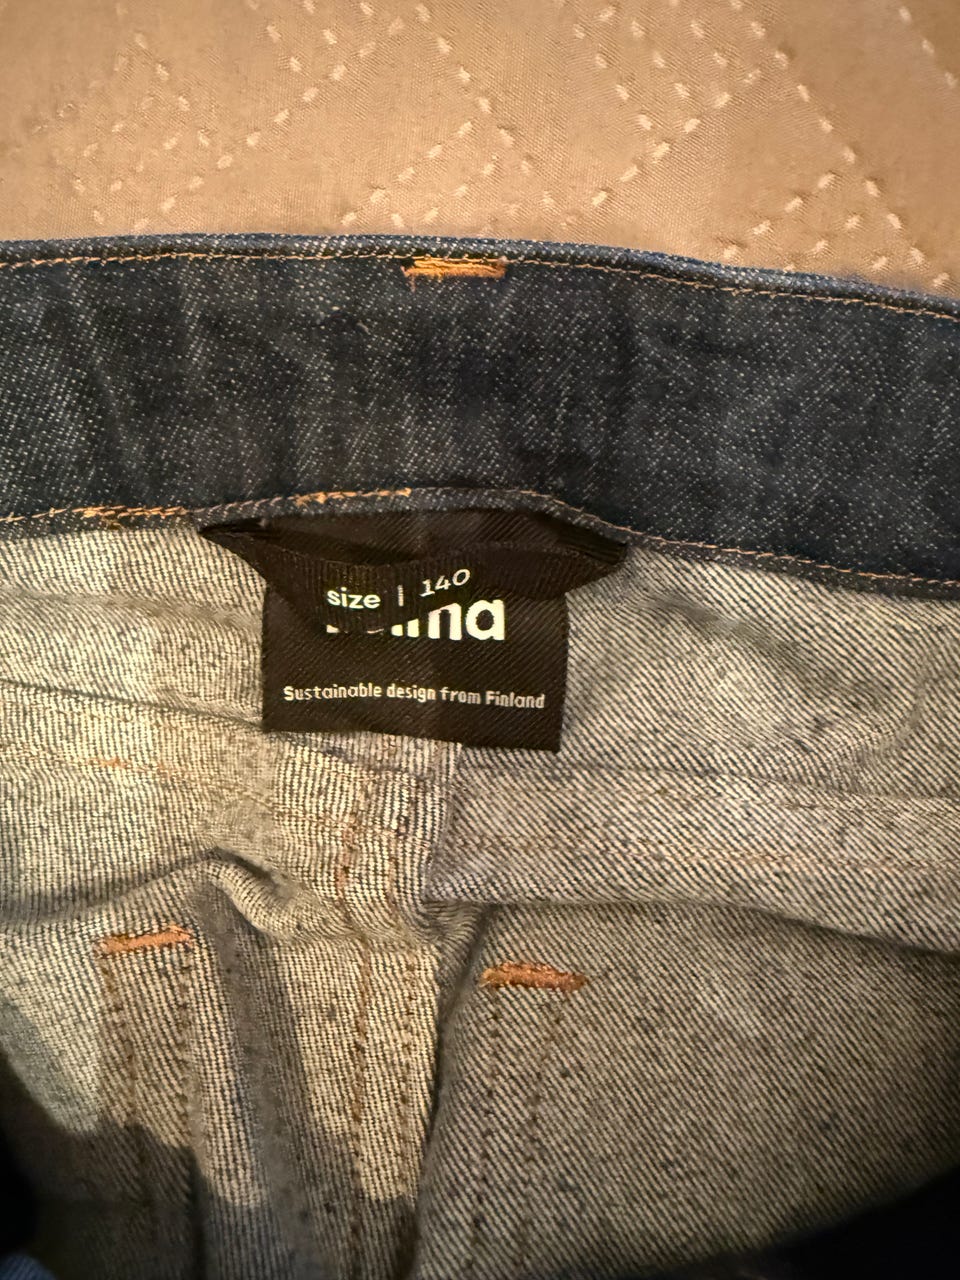 size | 140
Sustainable design from Finland